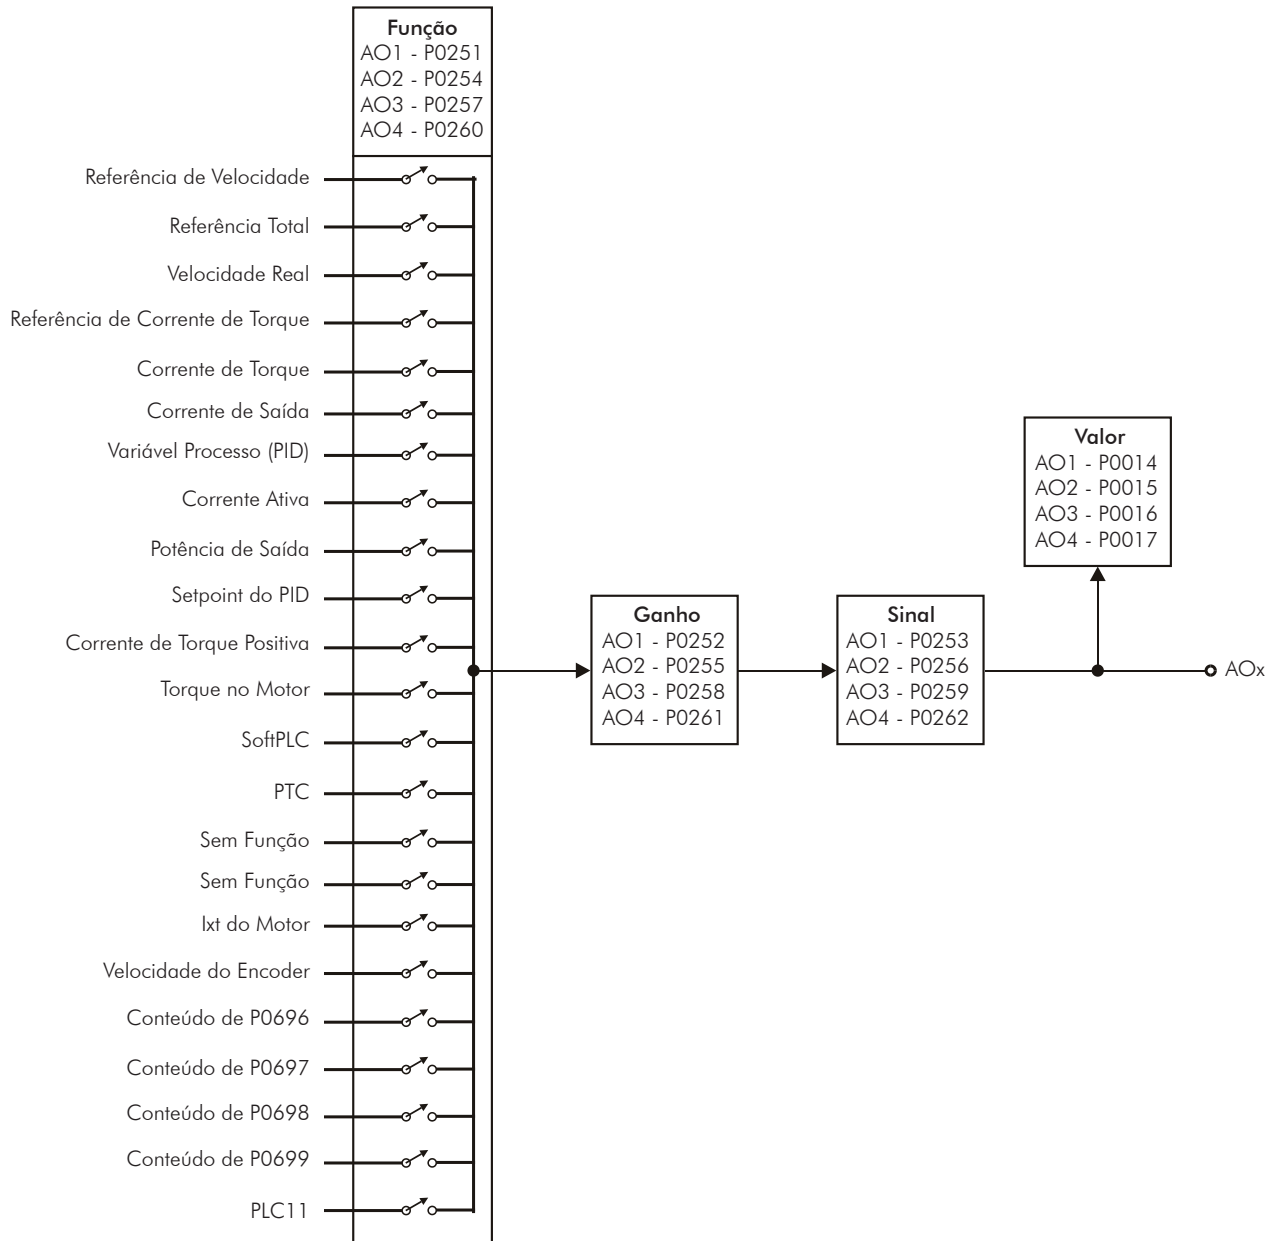 Função
AO1 - P0251
AO2 - P0254
AO3 - P0257
AO4 - P0260
Referência de Velocidade
Referência Total
Velocidade Real
Referência de Corrente de Torque
Corrente de Torque
Corrente de Saída
Variável Processo (PID)
Corrente Ativa
Potência de Saída
Setpoint do PID
Corrente de Torque Positiva
Torque no Motor
SoftPLC
PTC
Sem Função
Sem Função
Ixt do Motor
Velocidade do Encoder
Conteúdo de P0696
Conteúdo de P0697
Conteúdo de P0698
Conteúdo de P0699
PLC11
Ganho
AO1 - P0252
AO2 - P0255
AO3 - P0258
AO4 - P0261
Sinal
AO1 - P0253
AO2 - P0256
AO3 - P0259
AO4 - P0262
Valor
AO1 - P0014
AO2 - P0015
AO3 - P0016
AO4 - P0017
AOx